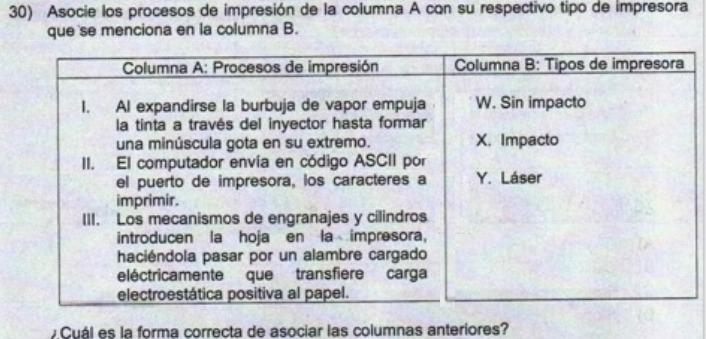 30) Asocie los procesos de impresión de la columna A con su respectivo tipo de impresora
que se menciona en la columna B.
Columna A: Procesos de impresión
I. Al expandirse la burbuja de vapor empuja
la tinta a través del inyector hasta formar
una minúscula gota en su extremo.
II. El computador envía en código ASCII por
el puerto de impresora, los caracteres a
imprimir.
III. Los mecanismos de engranajes y cilindros
introducen la hoja en la impresora,
haciéndola pasar por un alambre cargado
eléctricamente que transfiere carga
electroestática positiva al papel.
Columna B: Tipos de impresora
W. Sin impacto
X. Impacto
Y. Láser
¿Cuál es la forma correcta de asociar las columnas anteriores?